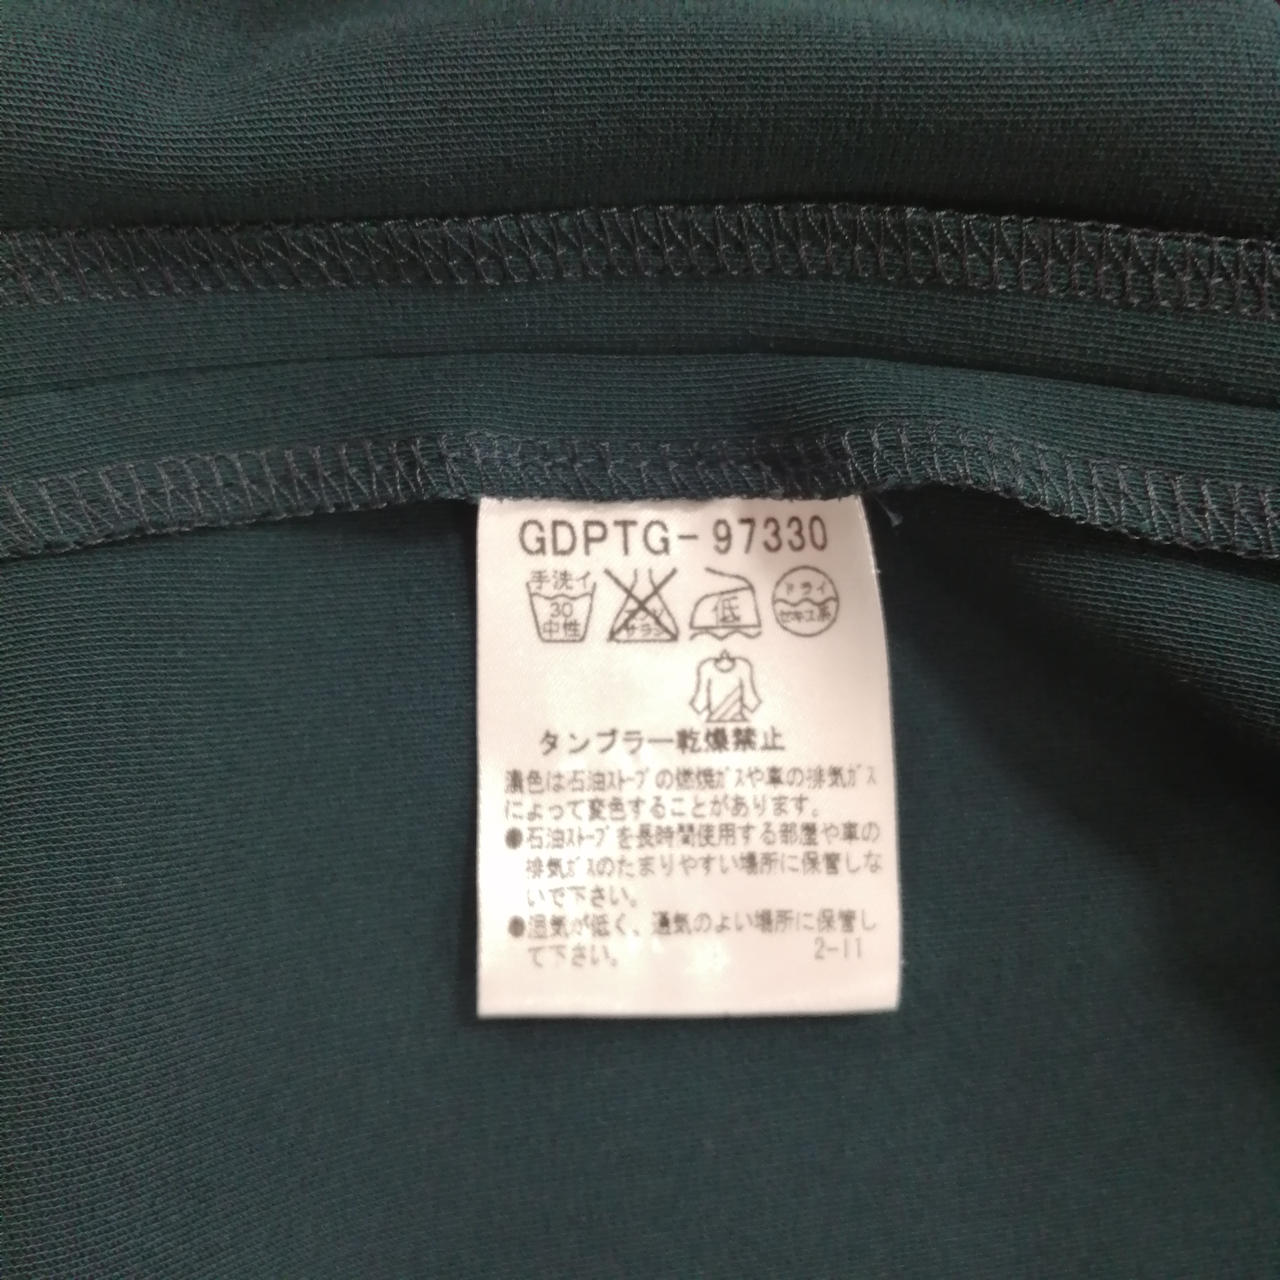 GDPTG-97330
手洗イ
30
中性
低
ドライ
セキユ系
タンブラー乾燥禁止
濃色は石油ｽﾄｰﾌﾞの燃焼ｶﾞｽや車の排気ｶﾞｽ
によって変色することがあります。
●石油ｽﾄｰﾌﾞを長時間使用する部屋や車の
排気ｶﾞｽのたまりやすい場所に保管しな
いで下さい。
●湿気が低く、通気のよい場所に保管し
て下さい。
2-11